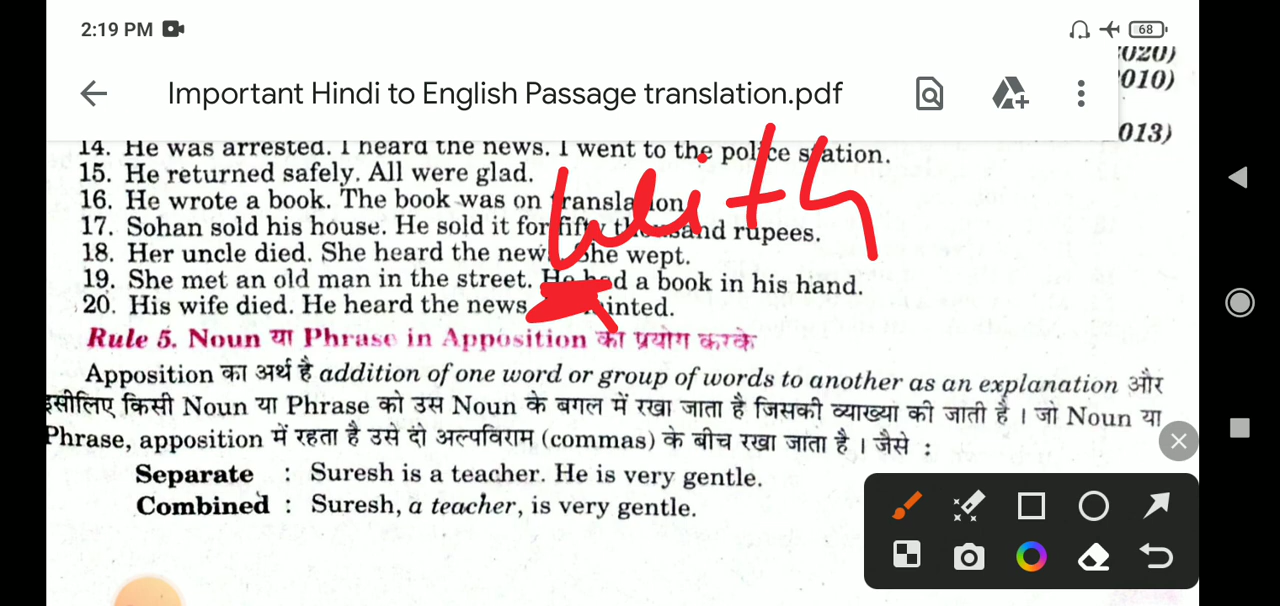 2:19 PM
68
020)
Important Hindi to English Passage translation.pdf
010)
013)
14. He was arrested. I heard the news. I went to the police station.
15. He returned safely. All were glad.
16. He wrote a book. The book was on translation
17. Sohan sold his house. He sold it for fifty thousand rupees.
with
18. Her uncle died. She heard the news. She wept.
19. She met an old man in the street. He had a book in his hand.
20. His wife died. He heard the news
Rule 5. Noun या Phrase in Apposition का प्रयोग करके
Apposition का अर्थ है addition of one word or group of words to another as an explanation और
इसीलिए किसी Noun या Phrase को उस Noun के बगल में रखा जाता है जिसकी व्याख्या की जाती है । जो Noun या
Phrase, apposition में रहता है उसे दो अल्पविराम (commas) के बीच रखा जाता है । जैसे :
Separate : Suresh is a teacher. He is very gentle.
Combined : Suresh, a teacher, is very gentle.